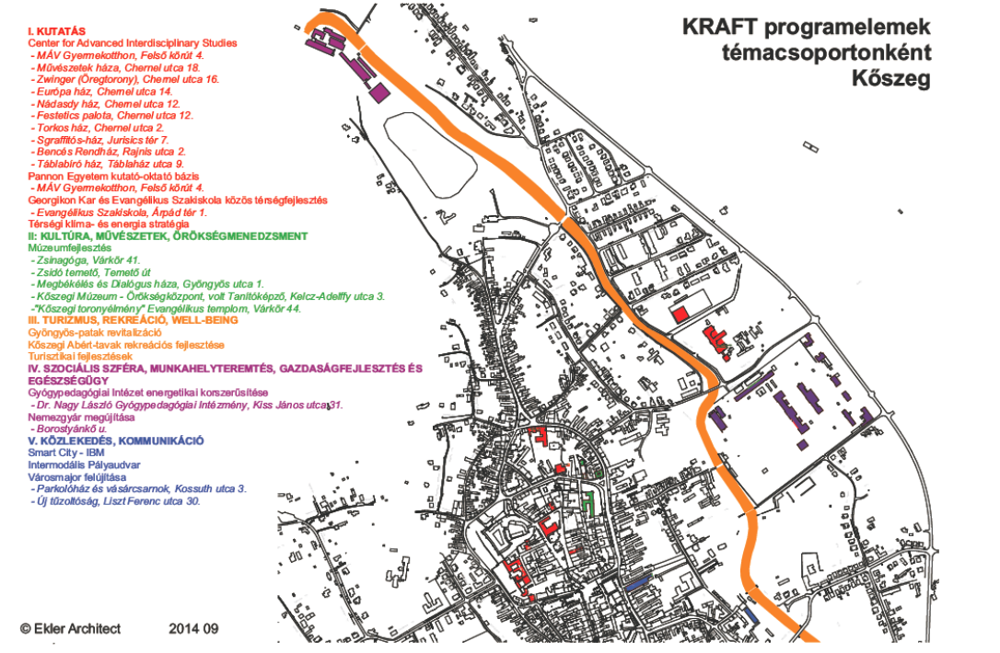 KRAFT programelemek
témacsoportonként
Kőszeg
I. KUTATÁS
Center for Advanced Interdisciplinary Studies
- MÁV Gyermekotthon, Felső körút 4.
- Művészetek háza, Chernel utca 18.
- Zwinger (Öregtorony), Chernel utca 16.
- Európa ház, Chernel utca 14.
- Nádasdy ház, Chernel utca 12.
- Festetics palota, Chernel utca 12.
- Torkos ház, Chernel utca 2.
- Sgraffitós-ház, Jurisics tér 7.
- Bencés Rendház, Rajnis utca 2.
- Táblabíró ház, Táblaház utca 9.
Pannon Egyetem kutató-oktató bázis
- MÁV Gyermekotthon, Felső körút 4.
Georgikon Kar és Evangélikus Szakiskola közös térségfejlesztés
- Evangélikus Szakiskola, Árpád tér 1.
Térségi klíma- és energia stratégia
II: KULTÚRA, MŰVÉSZETEK, ÖRÖKSÉGMENEDZSMENT
Múzeumfejlesztés
- Zsinagóga, Várkör 41.
- Zsidó temető, Temető út
- Megbékélés és Dialógus háza, Gyöngyös utca 1.
- Kőszegi Múzeum - Örökségközpont, volt Tanítóképző, Kelcz-Adelffy utca 3.
-"Kőszegi toronyélmény" Evangélikus templom, Várkör 44.
III. TURIZMUS, REKREÁCIÓ, WELL-BEING
Gyöngyös-patak revitalizáció
Kőszegi Abért-tavak rekreációs fejlesztése
Turisztikai fejlesztések
IV. SZOCIÁLIS SZFÉRA, MUNKAHELYTEREMTÉS, GAZDASÁGFEJLESZTÉS ÉS
EGÉSZSÉGÜGY
Gyógypedagógiai Intézet energetikai korszerűsítése
- Dr. Nagy László Gyógypedagógiai Intézmény, Kiss János utca 31.
Nemezgyár megújítása
- Borostyánkő u.
V. KÖZLEKEDÉS, KOMMUNIKÁCIÓ
Smart City - IBM
Intermodális Pályaudvar
Városmajor felújítása
- Parkolóház és vásárcsarnok, Kossuth utca 3.
- Új tűzoltóság, Liszt Ferenc utca 30.
© Ekler Architect 2014 09